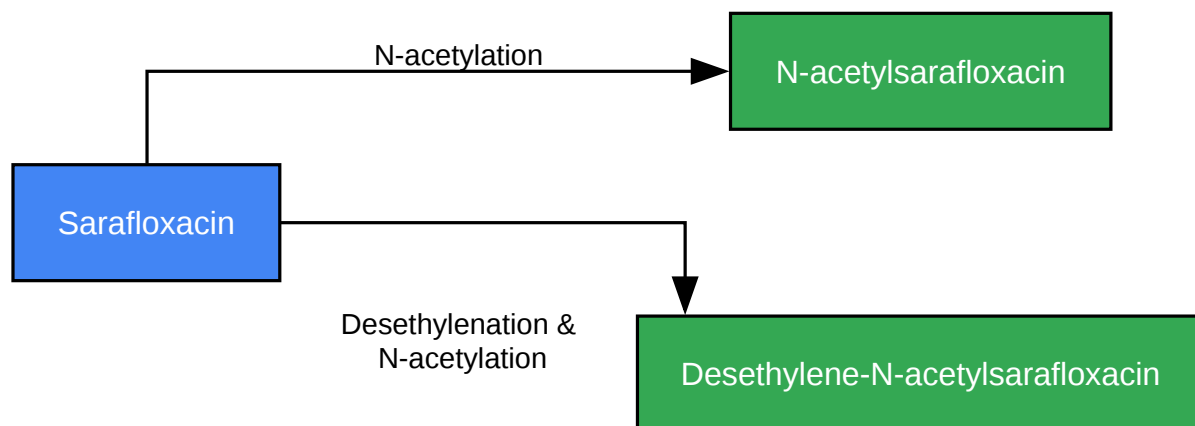 N-acetylation
N-acetylsarafloxacin
Sarafloxacin
Desethylenation &
N-acetylation
Desethylene-N-acetylsarafloxacin